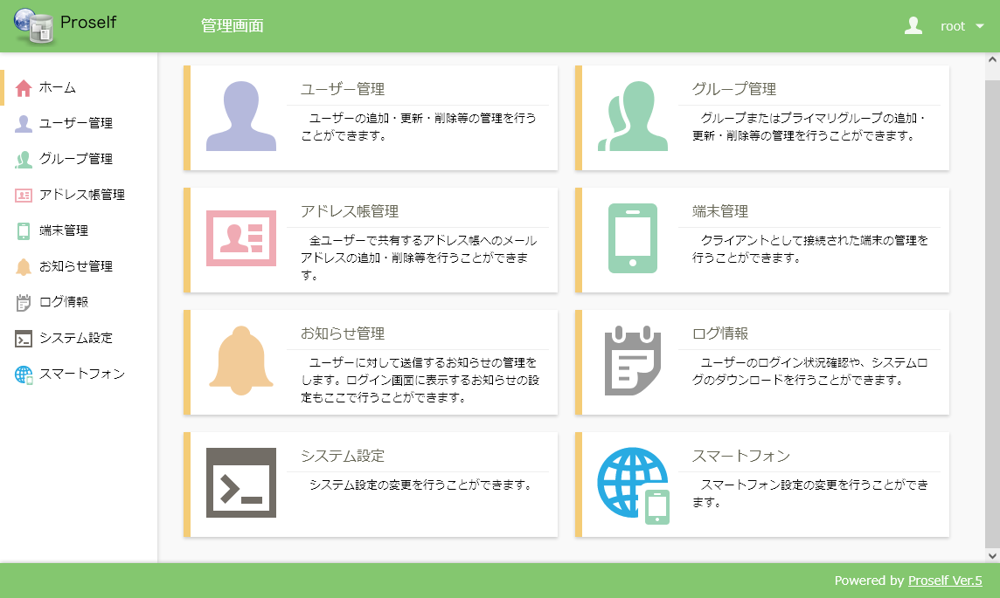 Proself
管理画面
root
ホーム
ユーザー管理
グループ管理
アドレス帳管理
端末管理
お知らせ管理
ログ情報
システム設定
スマートフォン
ユーザー管理
ユーザーの追加・更新・削除等の管理を行う
ことができます。
グループ管理
グループまたはプライマリグループの追加・
更新・削除等の管理を行うことができます。
アドレス帳管理
全ユーザーで共有するアドレス帳へのメール
アドレスの追加・削除等を行うことができま
す。
端末管理
クライアントとして接続された端末の管理を
行うことができます。
お知らせ管理
ユーザーに対して送信するお知らせの管理を
します。ログイン画面に表示するお知らせの設
定もここで行うことができます。
ログ情報
ユーザーのログイン状況確認や、システムロ
グのダウンロードを行うことができます。
システム設定
システム設定の変更を行うことができます。
スマートフォン
スマートフォン設定の変更を行うことができ
ます。
Powered by Proself Ver.5